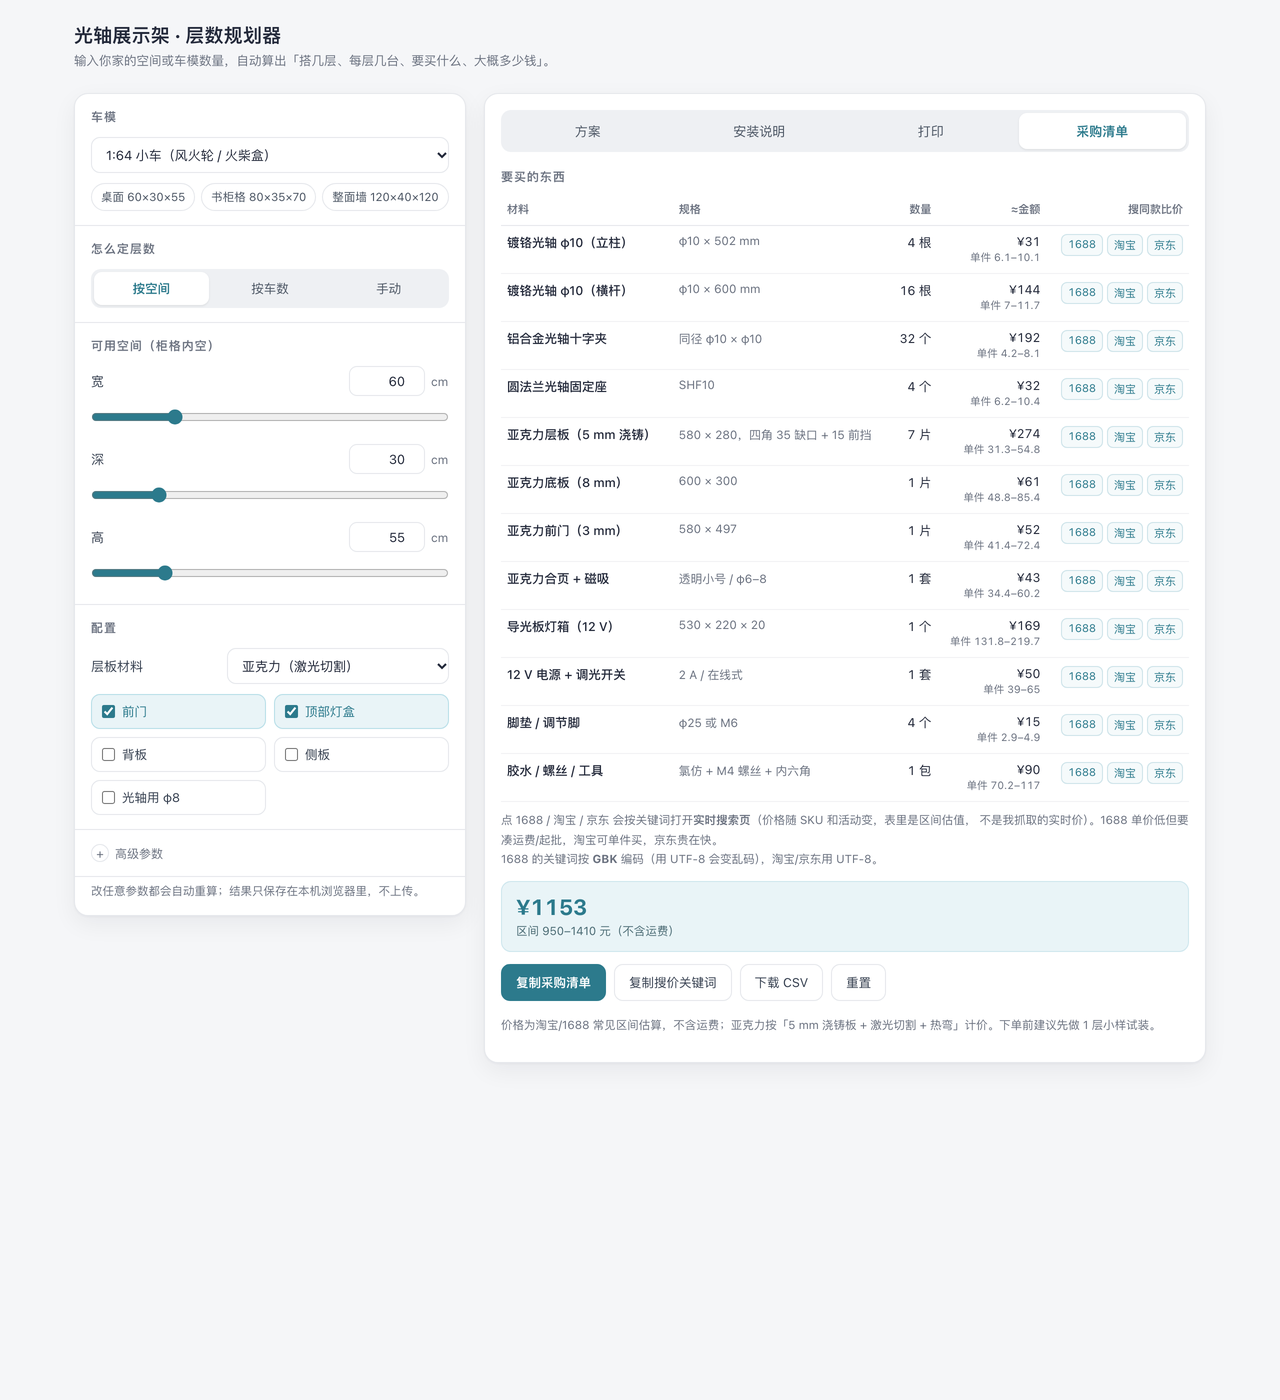 光轴展示架 · 层数规划器
输入你家的空间或车模数量，自动算出「搭几层、每层几台、要买什么、大概多少钱」。
车模
1:64 小车（风火轮 / 火柴盒）
桌面 60×30×55
书柜格 80×35×70
整面墙 120×40×120
怎么定层数
按空间
按车数
手动
可用空间（柜格内空）
宽
60
cm
深
30
cm
高
55
cm
配置
层板材料
亚克力（激光切割）
前门
顶部灯盒
背板
侧板
光轴用 φ8
+ 高级参数
改任意参数都会自动重算；结果只保存在本机浏览器里，不上传。
方案
安装说明
打印
采购清单
要买的东西
材料 规格 数量 ≈金额 搜同款比价
镀铬光轴 φ10（立柱） φ10 × 502 mm 4 根 ¥31 1688 淘宝 京东
单件 6.1–10.1
镀铬光轴 φ10（横杆） φ10 × 600 mm 16 根 ¥144 1688 淘宝 京东
单件 7–11.7
铝合金光轴十字夹 同径 φ10 × φ10 32 个 ¥192 1688 淘宝 京东
单件 4.2–8.1
圆法兰光轴固定座 SHF10 4 个 ¥32 1688 淘宝 京东
单件 6.2–10.4
亚克力层板（5 mm 浇铸） 580 × 280，四角 35 缺口 + 15 前挡 7 片 ¥274 1688 淘宝 京东
单件 31.3–54.8
亚克力底板（8 mm） 600 × 300 1 片 ¥61 1688 淘宝 京东
单件 48.8–85.4
亚克力前门（3 mm） 580 × 497 1 片 ¥52 1688 淘宝 京东
单件 41.4–72.4
亚克力合页 + 磁吸 透明小号 / φ6–8 1 套 ¥43 1688 淘宝 京东
单件 34.4–60.2
导光板灯箱（12 V） 530 × 220 × 20 1 个 ¥169 1688 淘宝 京东
单件 131.8–219.7
12 V 电源 + 调光开关 2 A / 在线式 1 套 ¥50 1688 淘宝 京东
单件 39–65
脚垫 / 调节脚 φ25 或 M6 4 个 ¥15 1688 淘宝 京东
单件 2.9–4.9
胶水 / 螺丝 / 工具 氯仿 + M4 螺丝 + 内六角 1 包 ¥90 1688 淘宝 京东
单件 70.2–117
点 1688 / 淘宝 / 京东 会按关键词打开实时搜索页（价格随 SKU 和活动变，表里是区间估值， 不是我抓取的实时价）。1688 单价低但要
凑运费/起批，淘宝可单件买，京东贵在快。
1688 的关键词按 GBK 编码（用 UTF-8 会变乱码），淘宝/京东用 UTF-8。
¥1153
区间 950–1410 元（不含运费）
复制采购清单
复制搜价关键词
下载 CSV
重置
价格为淘宝/1688 常见区间估算，不含运费；亚克力按「5 mm 浇铸板 + 激光切割 + 热弯」计价。下单前建议先做 1 层小样试装。